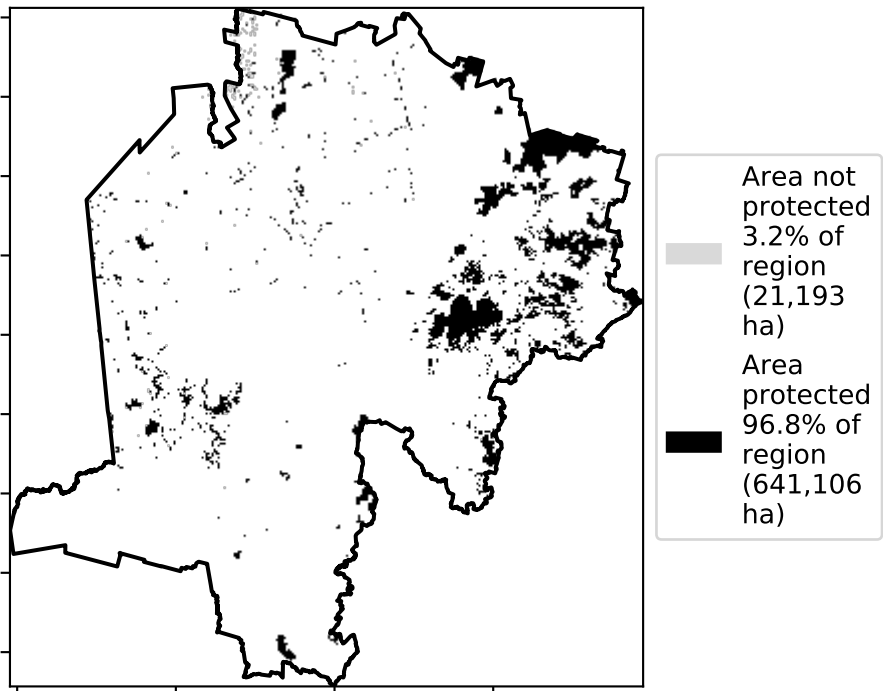 Area not
protected
3.2% of
region
(21,193
ha)
Area
protected
96.8% of
region
(641,106
ha)